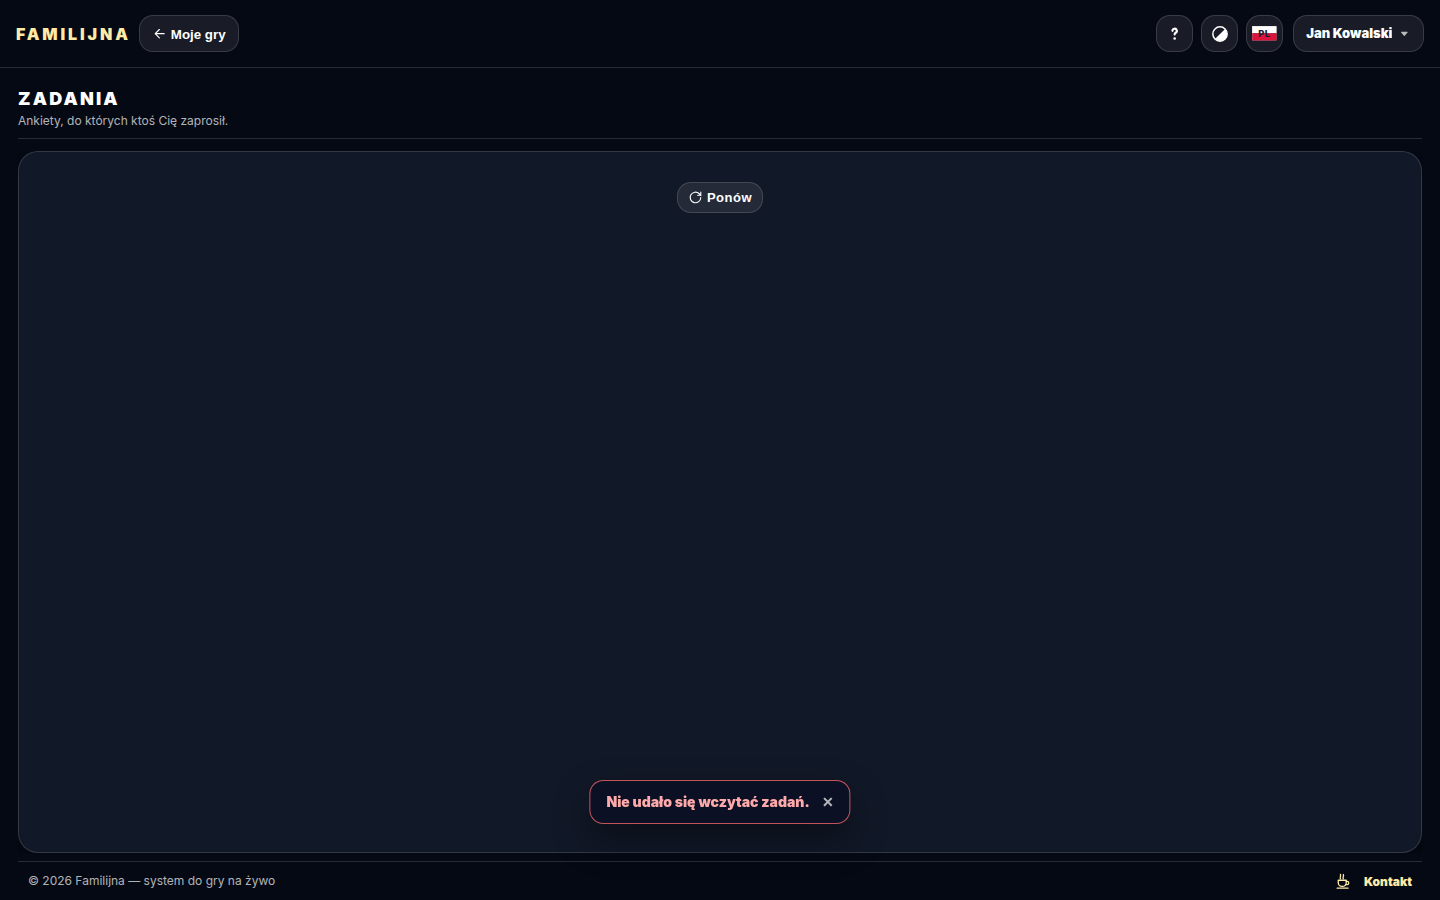 FAMILIJNA
Moje gry
?
PL
Jan Kowalski
ZADANIA
Ankiety, do których ktoś Cię zaprosił.
Ponów
Nie udało się wczytać zadań. ×
© 2026 Familijna — system do gry na żywo
Kontakt